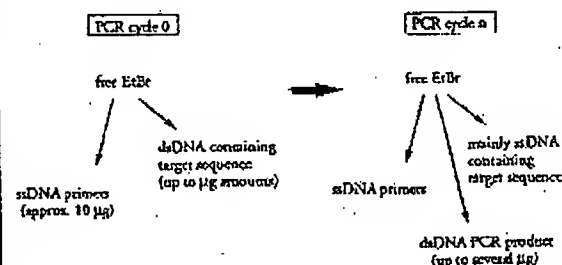 PCR cycle 0
free EtBr
dsDNA containing
target sequence
(up to µg amounts)
ssDNA primers
(approx. 10 µg)
PCR cycle n
free EtBr
mainly ssDNA
containing
target sequence
ssDNA primers
dsDNA PCR product
(up to several µg)